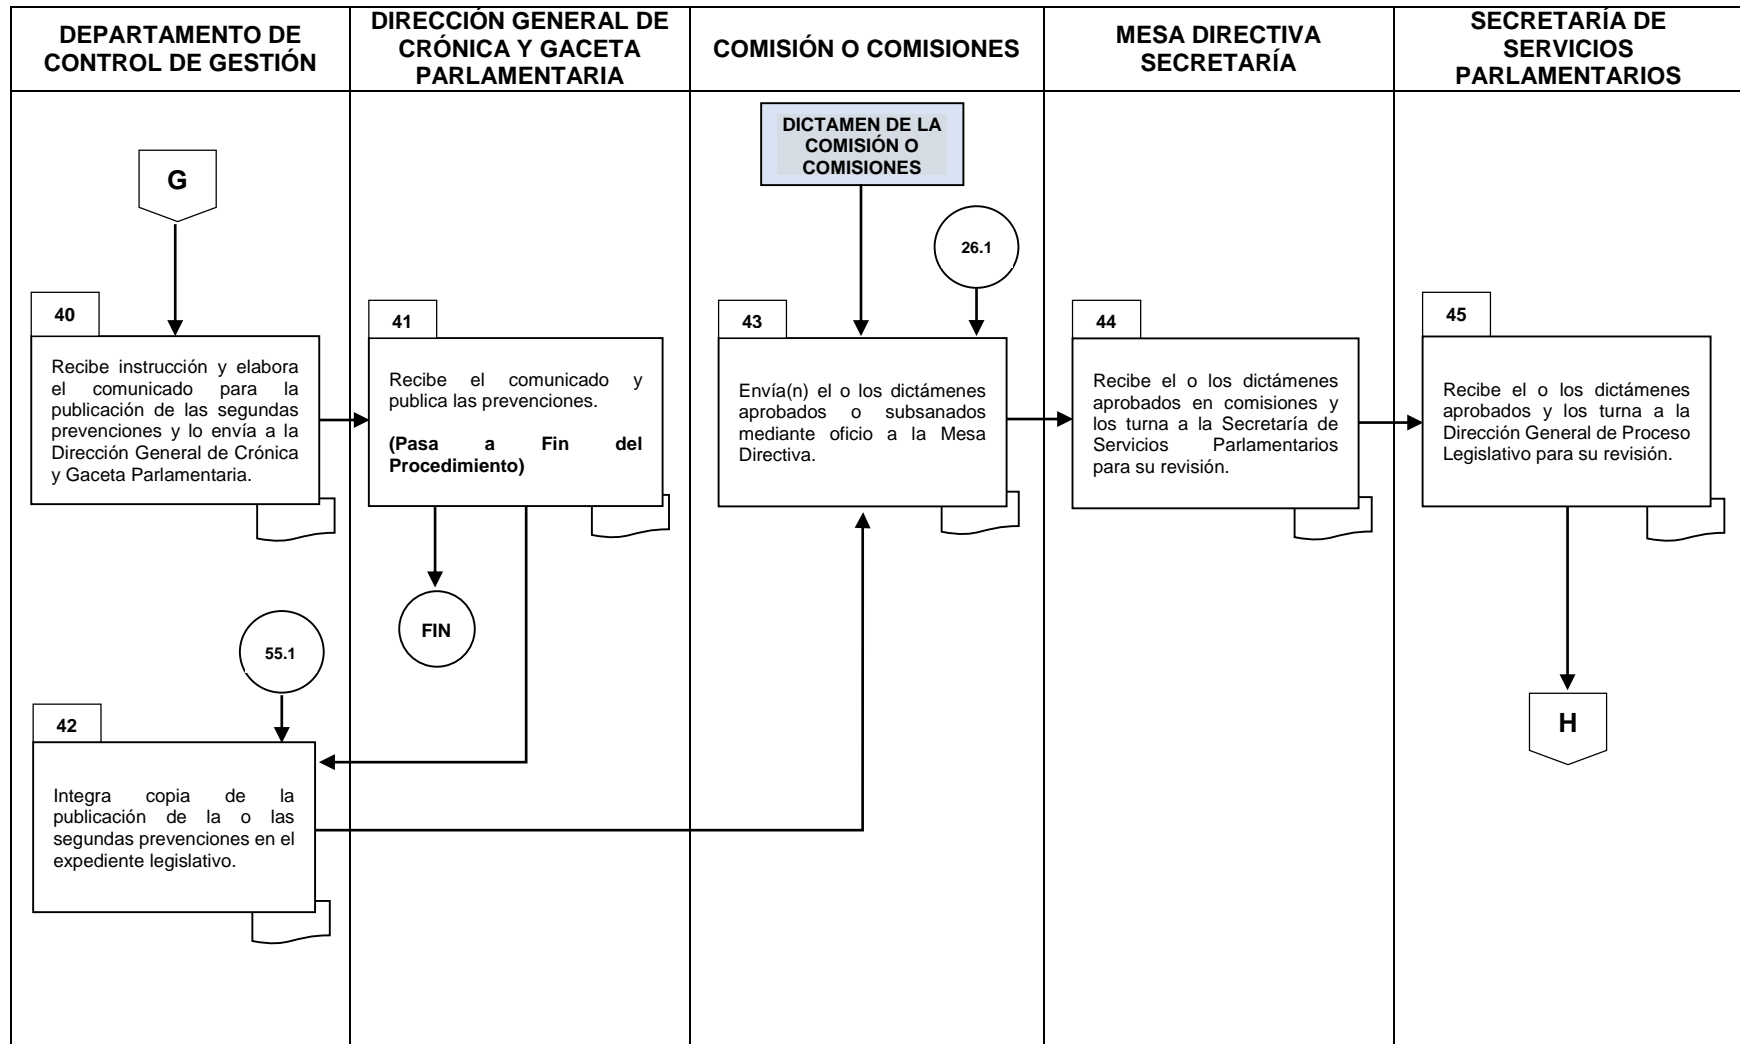 DEPARTAMENTO DE
CONTROL DE GESTIÓN
DIRECCIÓN GENERAL DE
CRÓNICA Y GACETA
PARLAMENTARIA
COMISIÓN O COMISIONES
MESA DIRECTIVA
SECRETARÍA
SECRETARÍA DE
SERVICIOS
PARLAMENTARIOS
G
DICTAMEN DE LA
COMISIÓN O
COMISIONES
26.1
40
Recibe instrucción y elabora
el comunicado para la
publicación de las segundas
prevenciones y lo envía a la
Dirección General de Crónica
y Gaceta Parlamentaria.
41
Recibe el comunicado y
publica las prevenciones.
(Pasa a Fin del
Procedimiento)
43
Envía(n) el o los dictámenes
aprobados o subsanados
mediante oficio a la Mesa
Directiva.
44
Recibe el o los dictámenes
aprobados en comisiones y
los turna a la Secretaría de
Servicios Parlamentarios
para su revisión.
45
Recibe el o los dictámenes
aprobados y los turna a la
Dirección General de Proceso
Legislativo para su revisión.
FIN
55.1
H
42
Integra copia de la
publicación de la o las
segundas prevenciones en el
expediente legislativo.